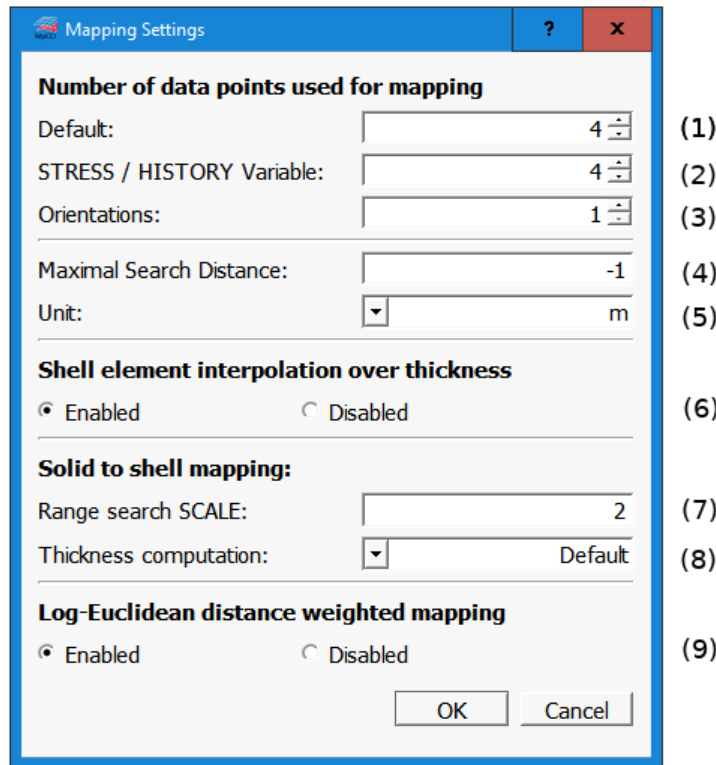 MpCCI
Mapping Settings ? x
Number of data points used for mapping
Default: 4 (1)
STRESS / HISTORY Variable: 4 (2)
Orientations: 1 (3)
Maximal Search Distance: -1 (4)
Unit: m (5)
Shell element interpolation over thickness
Enabled Disabled (6)
Solid to shell mapping:
Range search SCALE: 2 (7)
Thickness computation: Default (8)
Log-Euclidean distance weighted mapping
Enabled Disabled (9)
OK Cancel